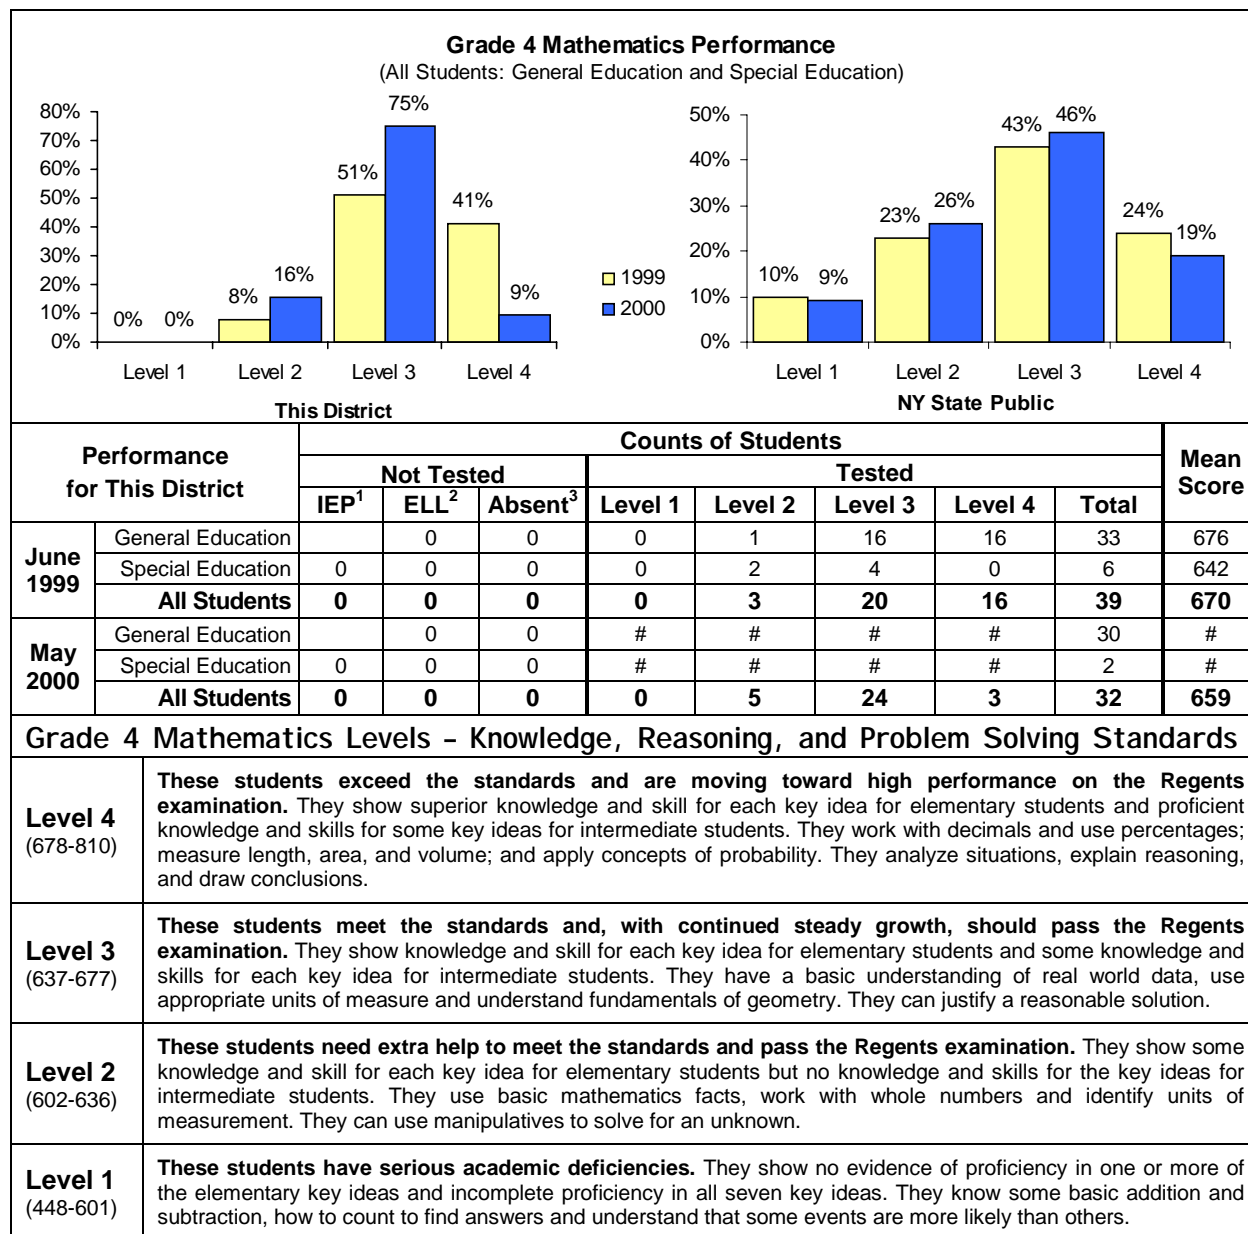 Grade 4 Mathematics Performance
(All Students: General Education and Special Education)
80%
70%
60%
50%
40%
30%
20%
10%
0%
0% 0%
8%
16%
51%
75%
41%
9%
Level 1 Level 2 Level 3 Level 4
This District
1999
2000
50%
40%
30%
20%
10%
0%
10%
9%
23%
26%
43%
46%
24%
19%
Level 1 Level 2 Level 3 Level 4
NY State Public
Performance for This District
Counts of Students
Mean Score
Not Tested Tested
IEP1 ELL2 Absent3 Level 1 Level 2 Level 3 Level 4 Total
June 1999
General Education 0 0 0 1 16 16 33 676
Special Education 0 0 0 0 2 4 0 6 642
All Students 0 0 0 0 3 20 16 39 670
May 2000
General Education 0 0 # # # # 30 #
Special Education 0 0 0 # # # # 2 #
All Students 0 0 0 0 5 24 3 32 659
Grade 4 Mathematics Levels – Knowledge, Reasoning, and Problem Solving Standards
Level 4
(678-810)
These students exceed the standards and are moving toward high performance on the Regents
examination. They show superior knowledge and skill for each key idea for elementary students and proficient
knowledge and skills for some key ideas for intermediate students. They work with decimals and use percentages;
measure length, area, and volume; and apply concepts of probability. They analyze situations, explain reasoning,
and draw conclusions.
Level 3
(637-677)
These students meet the standards and, with continued steady growth, should pass the Regents
examination. They show knowledge and skill for each key idea for elementary students and some knowledge and
skills for each key idea for intermediate students. They have a basic understanding of real world data, use
appropriate units of measure and understand fundamentals of geometry. They can justify a reasonable solution.
Level 2
(602-636)
These students need extra help to meet the standards and pass the Regents examination. They show some
knowledge and skill for each key idea for elementary students but no knowledge and skills for the key ideas for
intermediate students. They use basic mathematics facts, work with whole numbers and identify units of
measurement. They can use manipulatives to solve for an unknown.
Level 1
(448-601)
These students have serious academic deficiencies. They show no evidence of proficiency in one or more of
the elementary key ideas and incomplete proficiency in all seven key ideas. They know some basic addition and
subtraction, how to count to find answers and understand that some events are more likely than others.